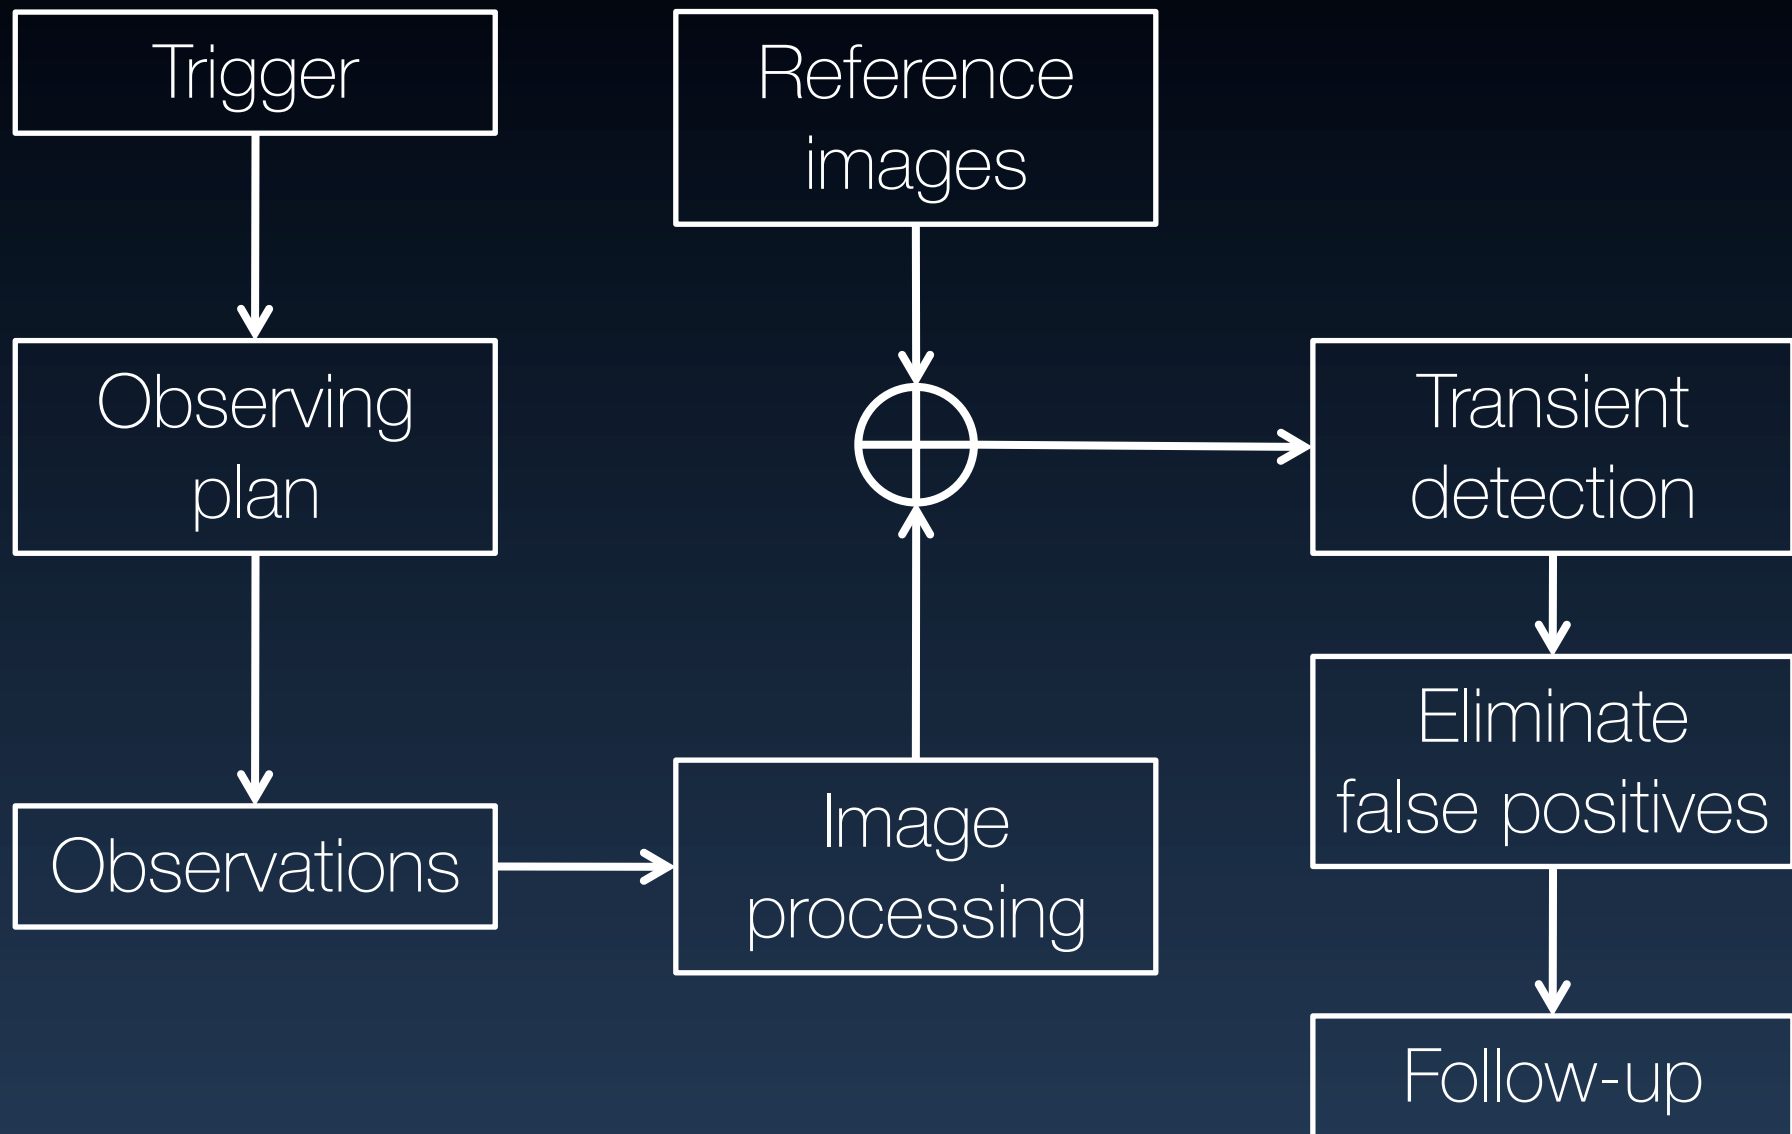 Trigger
Observing
plan
Observations
Reference
images
Image
processing
Transient
detection
Eliminate
false positives
Follow-up